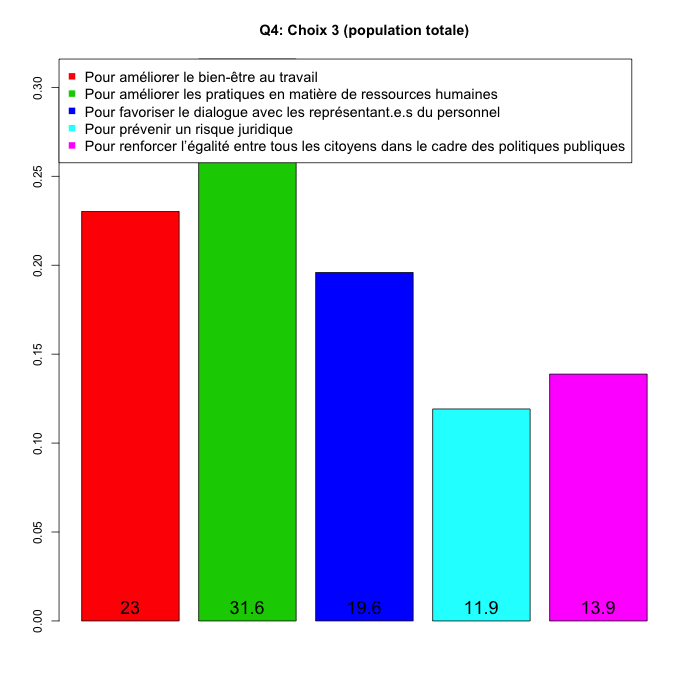 Q4: Choix 3 (population totale)
Pour améliorer le bien-être au travail
Pour améliorer les pratiques en matière de ressources humaines
Pour favoriser le dialogue avec les représentant.e.s du personnel
Pour prévenir un risque juridique
Pour renforcer l'égalité entre tous les citoyens dans le cadre des politiques publiques
0.30
0.25
0.20
0.15
0.10
0.05
0.00
23 31.6 19.6 11.9 13.9